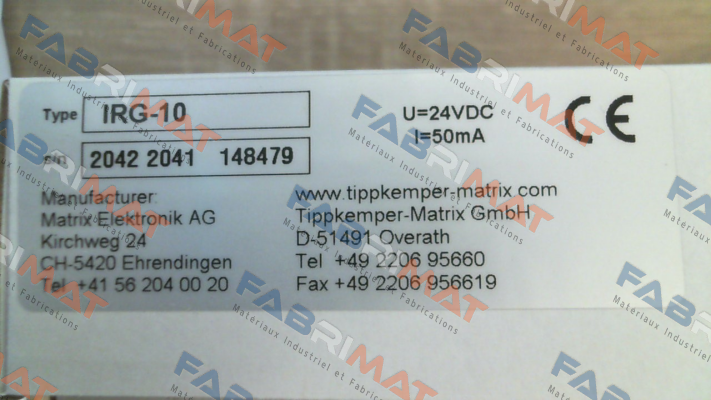 Type IRG-10
S/N 2042 2041 148479
U=24VDC
I=50mA
CE
Manufacturer:
Matrix Elektronik AG
Kirchweg 24
CH-5420 Ehrendingen
Tel +41 56 204 00 20
www.tippkemper-matrix.com
Tippkemper-Matrix GmbH
D-51491 Overath
Tel +49 2206 95660
Fax +49 2206 956619
FABRIMAT
Matériaux Industriel et Fabrications